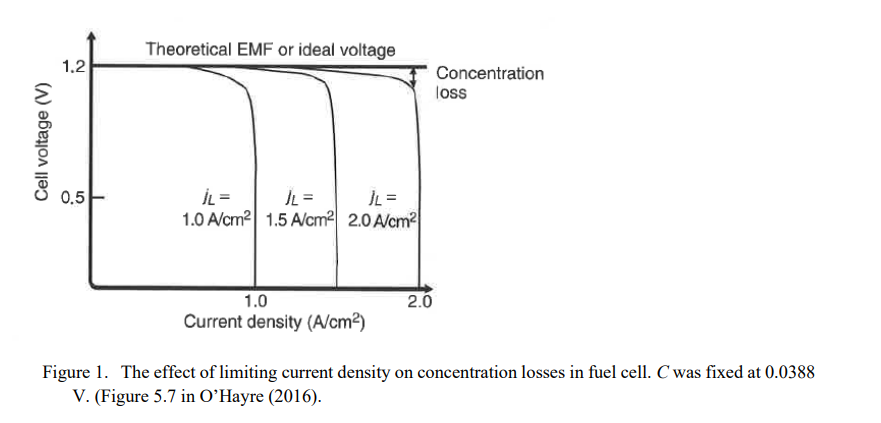 Theoretical EMF or ideal voltage
1.2
Concentration
loss
Cell voltage (V)
0.5
jL =
1.0 A/cm²
jL =
1.5 A/cm²
jL =
2.0 A/cm²
1.0
2.0
Current density (A/cm²)
Figure 1. The effect of limiting current density on concentration losses in fuel cell. C was fixed at 0.0388
V. (Figure 5.7 in O’Hayre (2016).